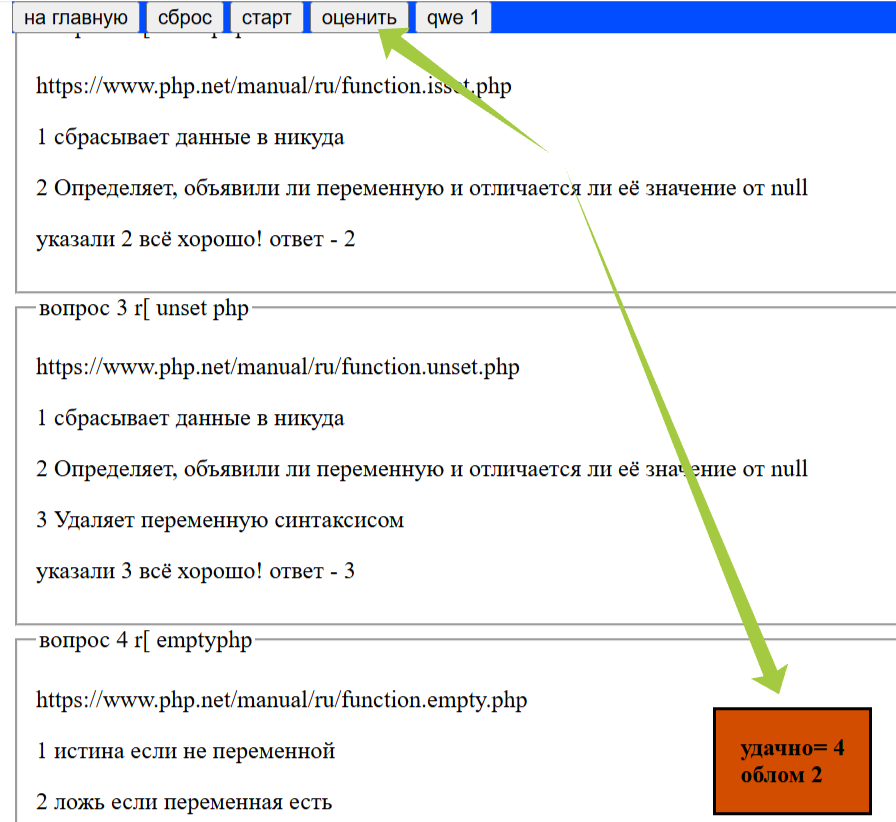 на главную сброс старт оценить qwe 1
https://www.php.net/manual/ru/function.isset.php
1 сбрасывает данные в никуда
2 Определяет, объявили ли переменную и отличается ли её значение от null
указали 2 всё хорошо! ответ - 2
вопрос 3 r[ unset php
https://www.php.net/manual/ru/function.unset.php
1 сбрасывает данные в никуда
2 Определяет, объявили ли переменную и отличается ли её значение от null
3 Удаляет переменную синтаксисом
указали 3 всё хорошо! ответ - 3
вопрос 4 r[ emptyphp
https://www.php.net/manual/ru/function.empty.php
1 истина если не переменной
2 ложь если переменная есть
удачно= 4
облом 2